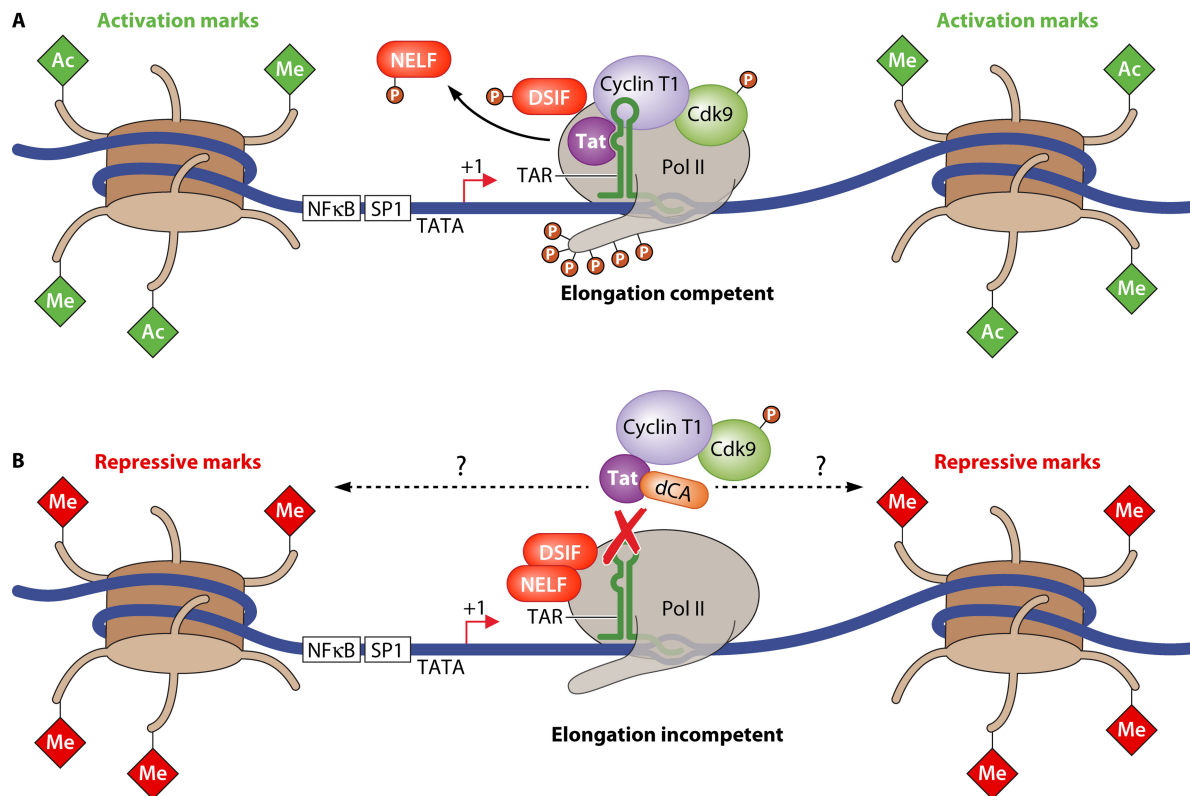 A
Activation marks
Activation marks
Ac
Me
NELF
P
P
DSIF
Cyclin T1
Cdk9
P
Tat
TAR
Pol II
+1
NFκB
SP1
TATA
P
P
P
P
P
P
Elongation competent
Me
Ac
Me
Ac
Me
Ac
B
Repressive marks
Repressive marks
?
?
Cyclin T1
Cdk9
P
Tat
dCA
Me
Me
Me
Me
DSIF
NELF
TAR
Pol II
+1
NFκB
SP1
TATA
Elongation incompetent
Me
Me
Me
Me